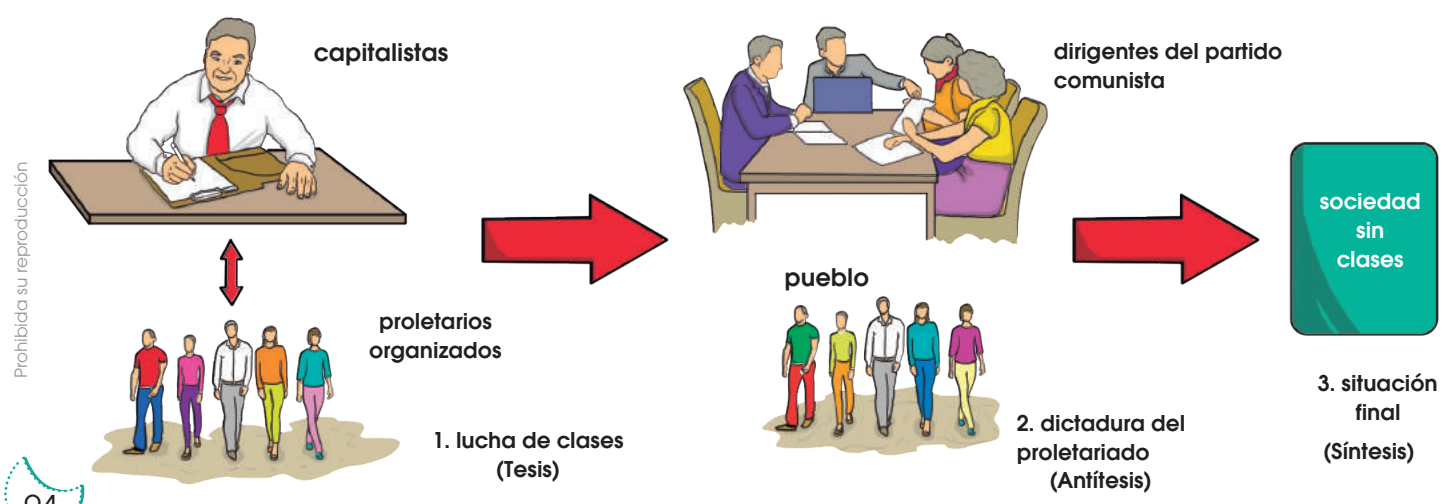 capitalistas
proletarios
organizados
1. lucha de clases
(Tesis)
dirigentes del partido
comunista
pueblo
2. dictadura del
proletariado
(Antítesis)
sociedad
sin
clases
3. situación
final
(Síntesis)
Prohibida su reproducción